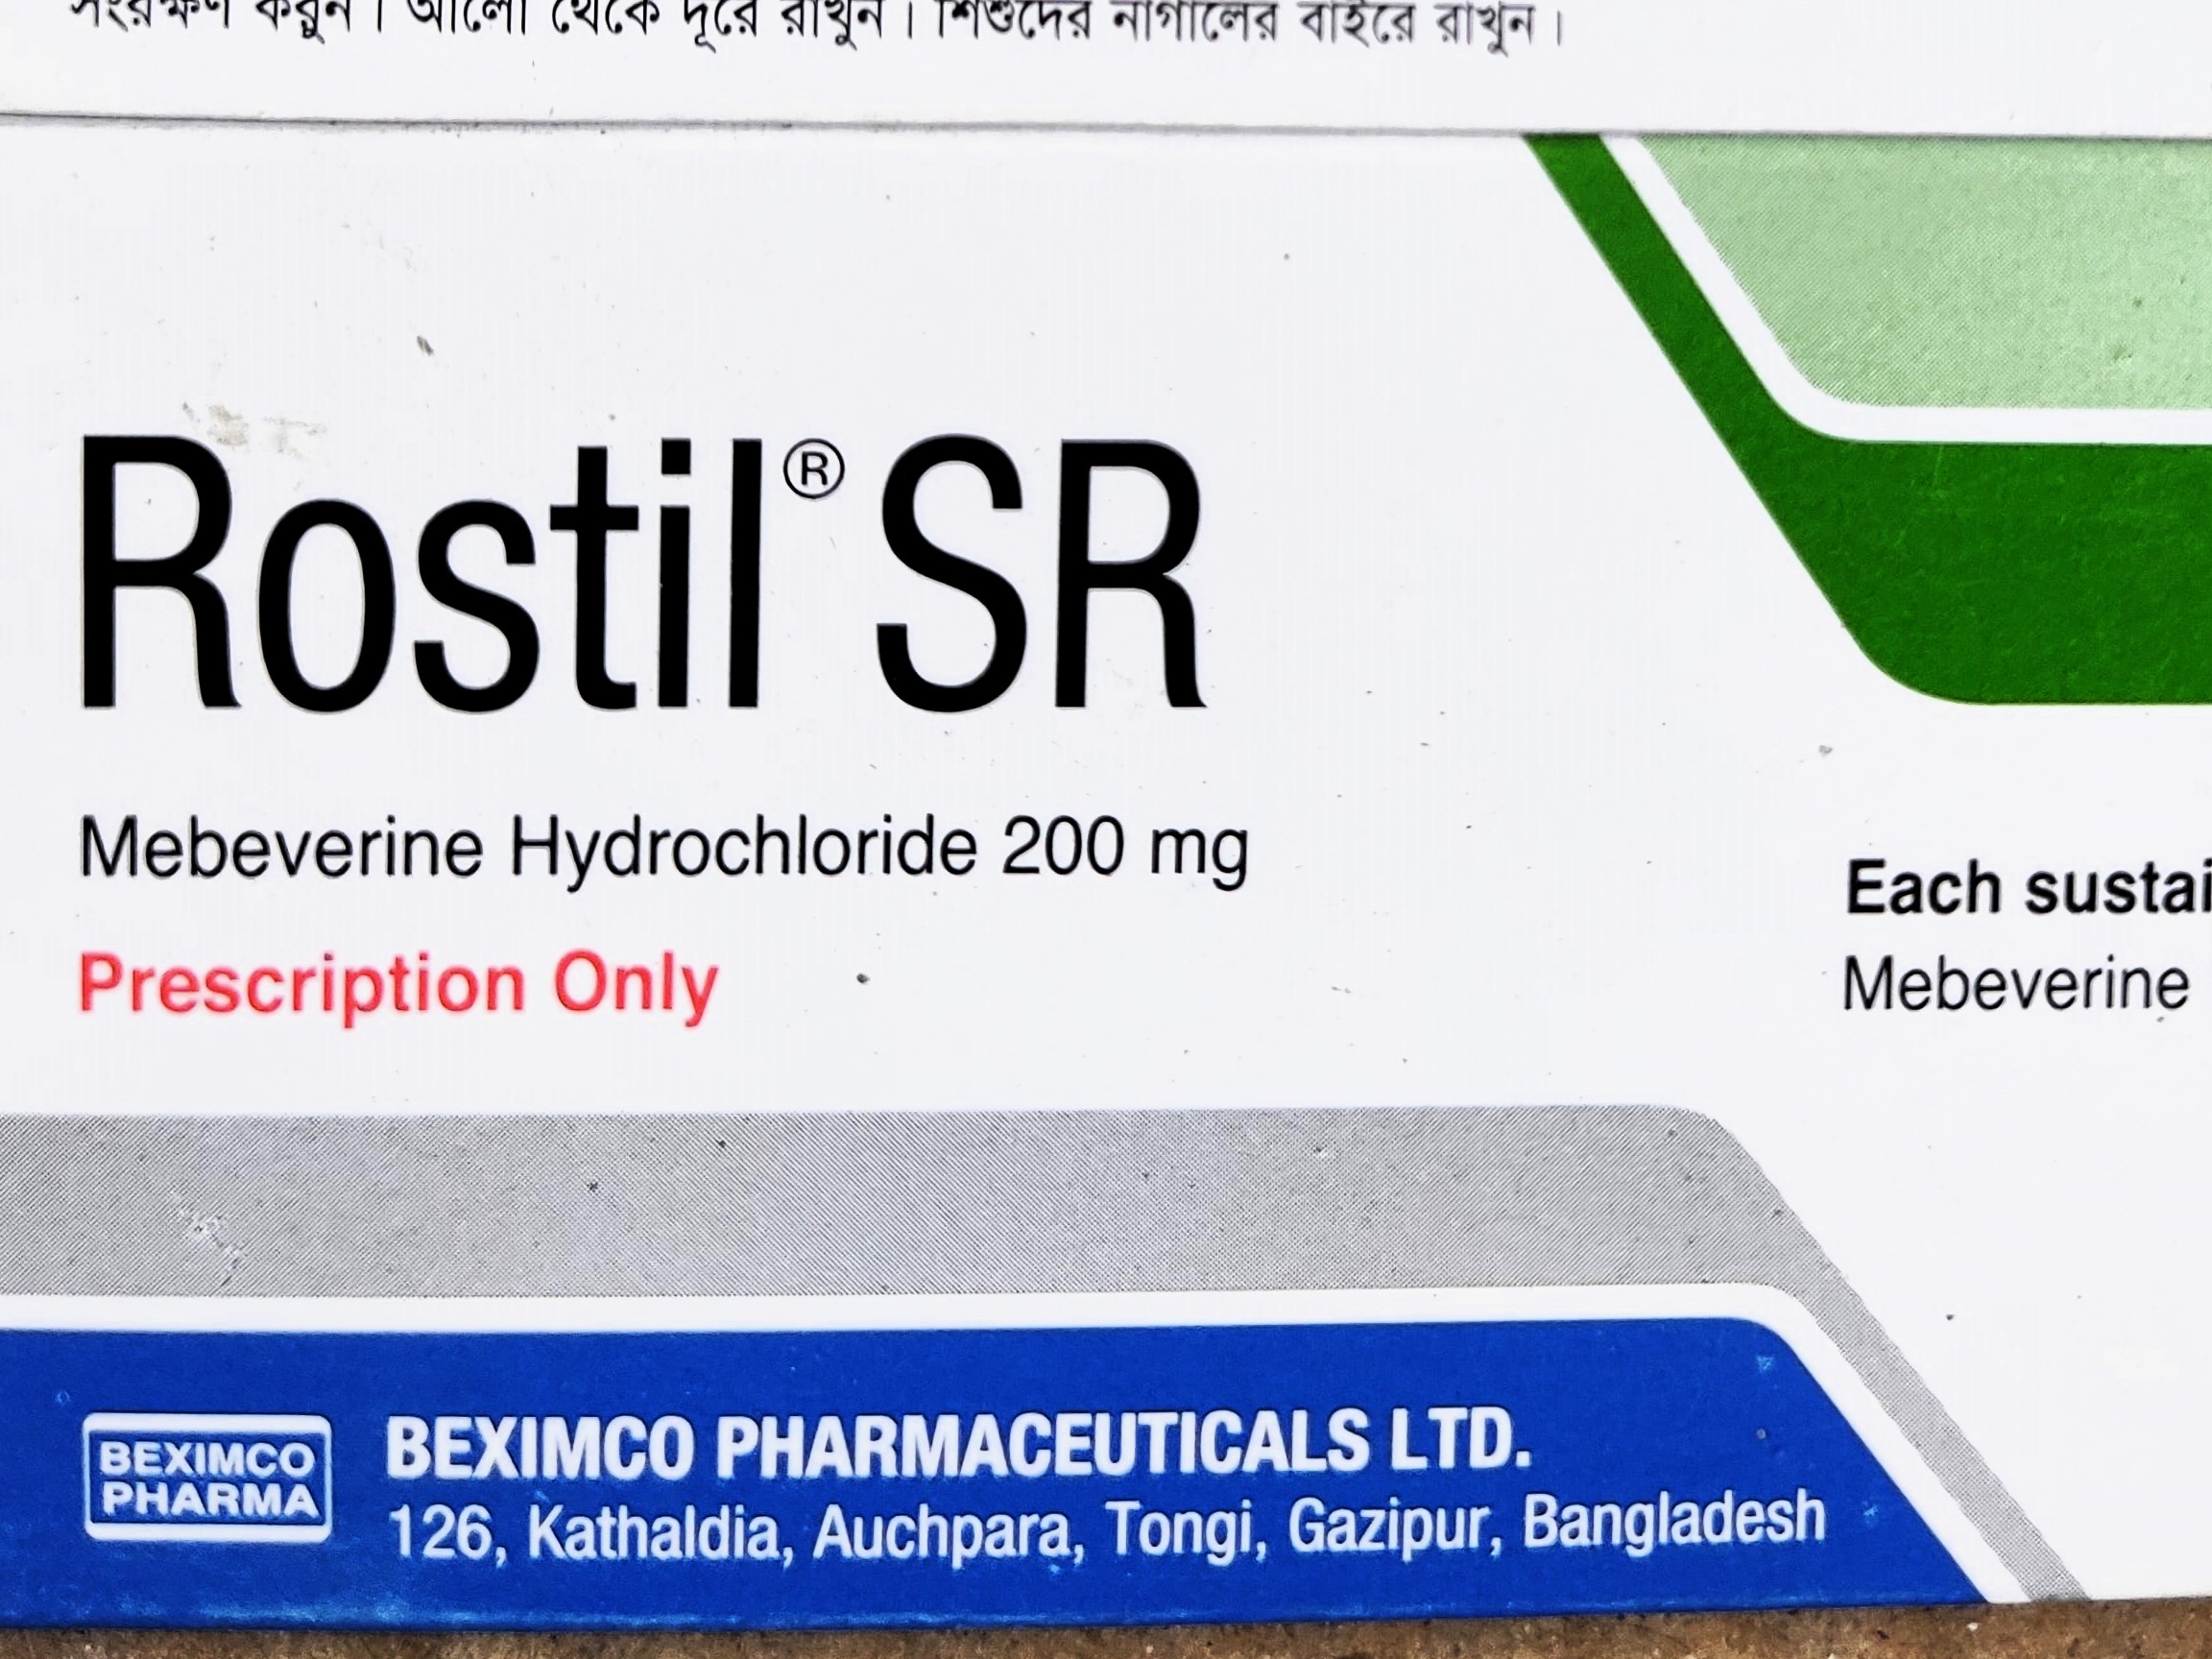 সংরক্ষণ করুন। আলো থেকে দূরে রাখুন। শিশুদের নাগালের বাইরে রাখুন।
Rostil® SR
Mebeverine Hydrochloride 200 mg
Prescription Only
Each sustai
Mebeverine
BEXIMCO
PHARMA
BEXIMCO PHARMACEUTICALS LTD.
126, Kathaldia, Auchpara, Tongi, Gazipur, Bangladesh